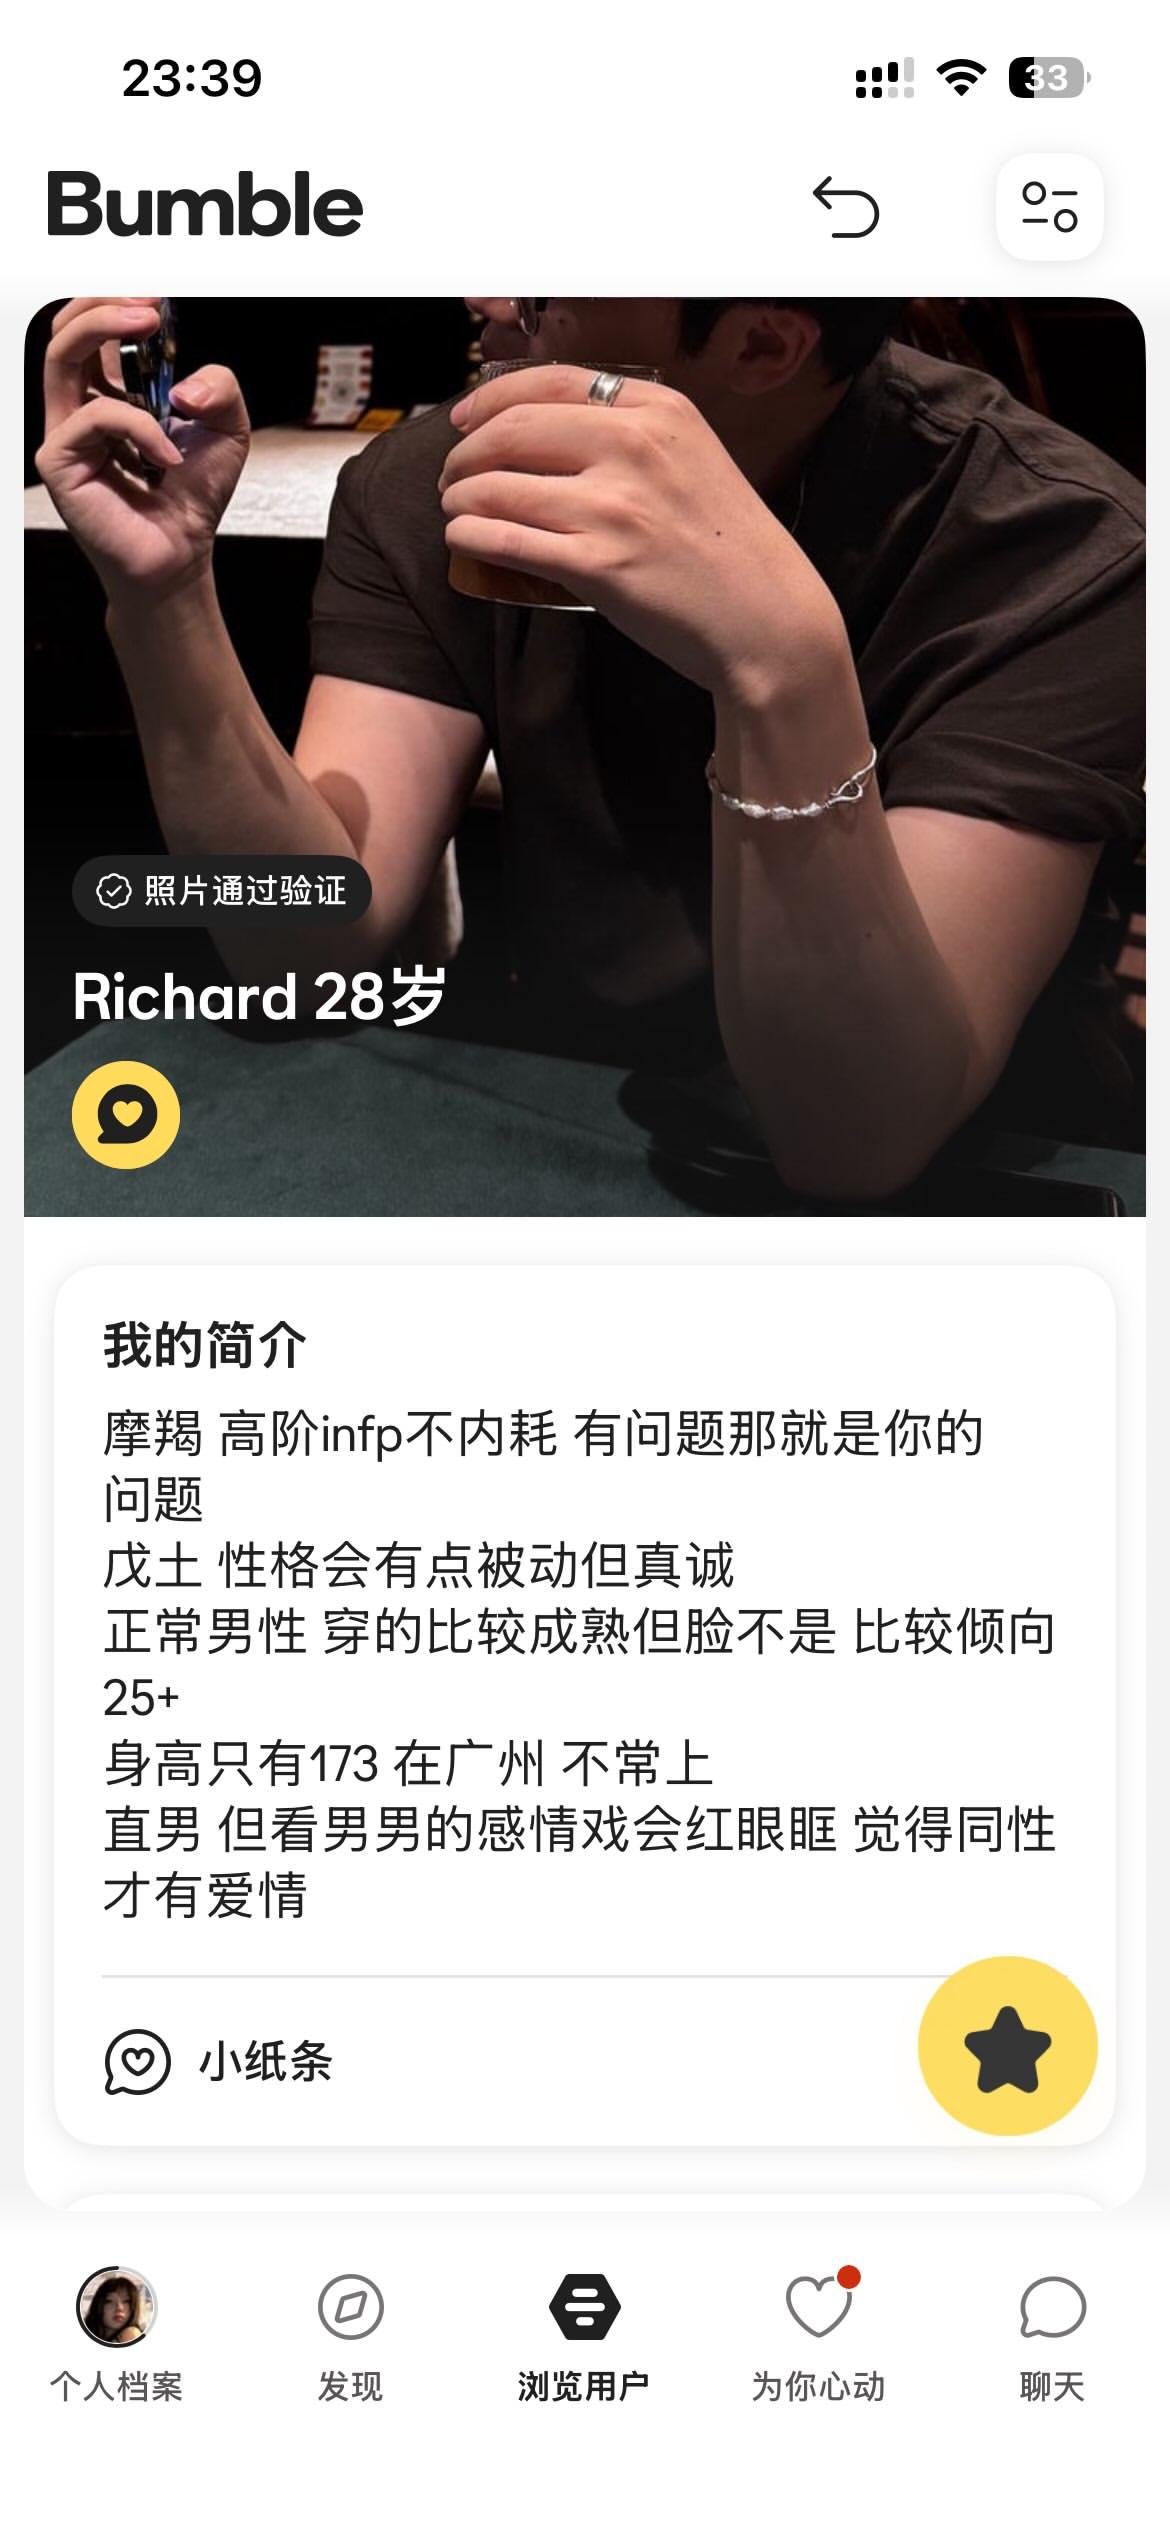 23:39
33
Bumble
照片通过验证
Richard 28岁
我的简介
摩羯 高阶infp不内耗 有问题那就是你的
问题
戊土 性格会有点被动但真诚
正常男性 穿的比较成熟但脸不是 比较倾向
25+
身高只有173 在广州 不常上
直男 但看男男的感情戏会红眼眶 觉得同性
才有爱情
小纸条
个人档案
发现
浏览用户
为你心动
聊天